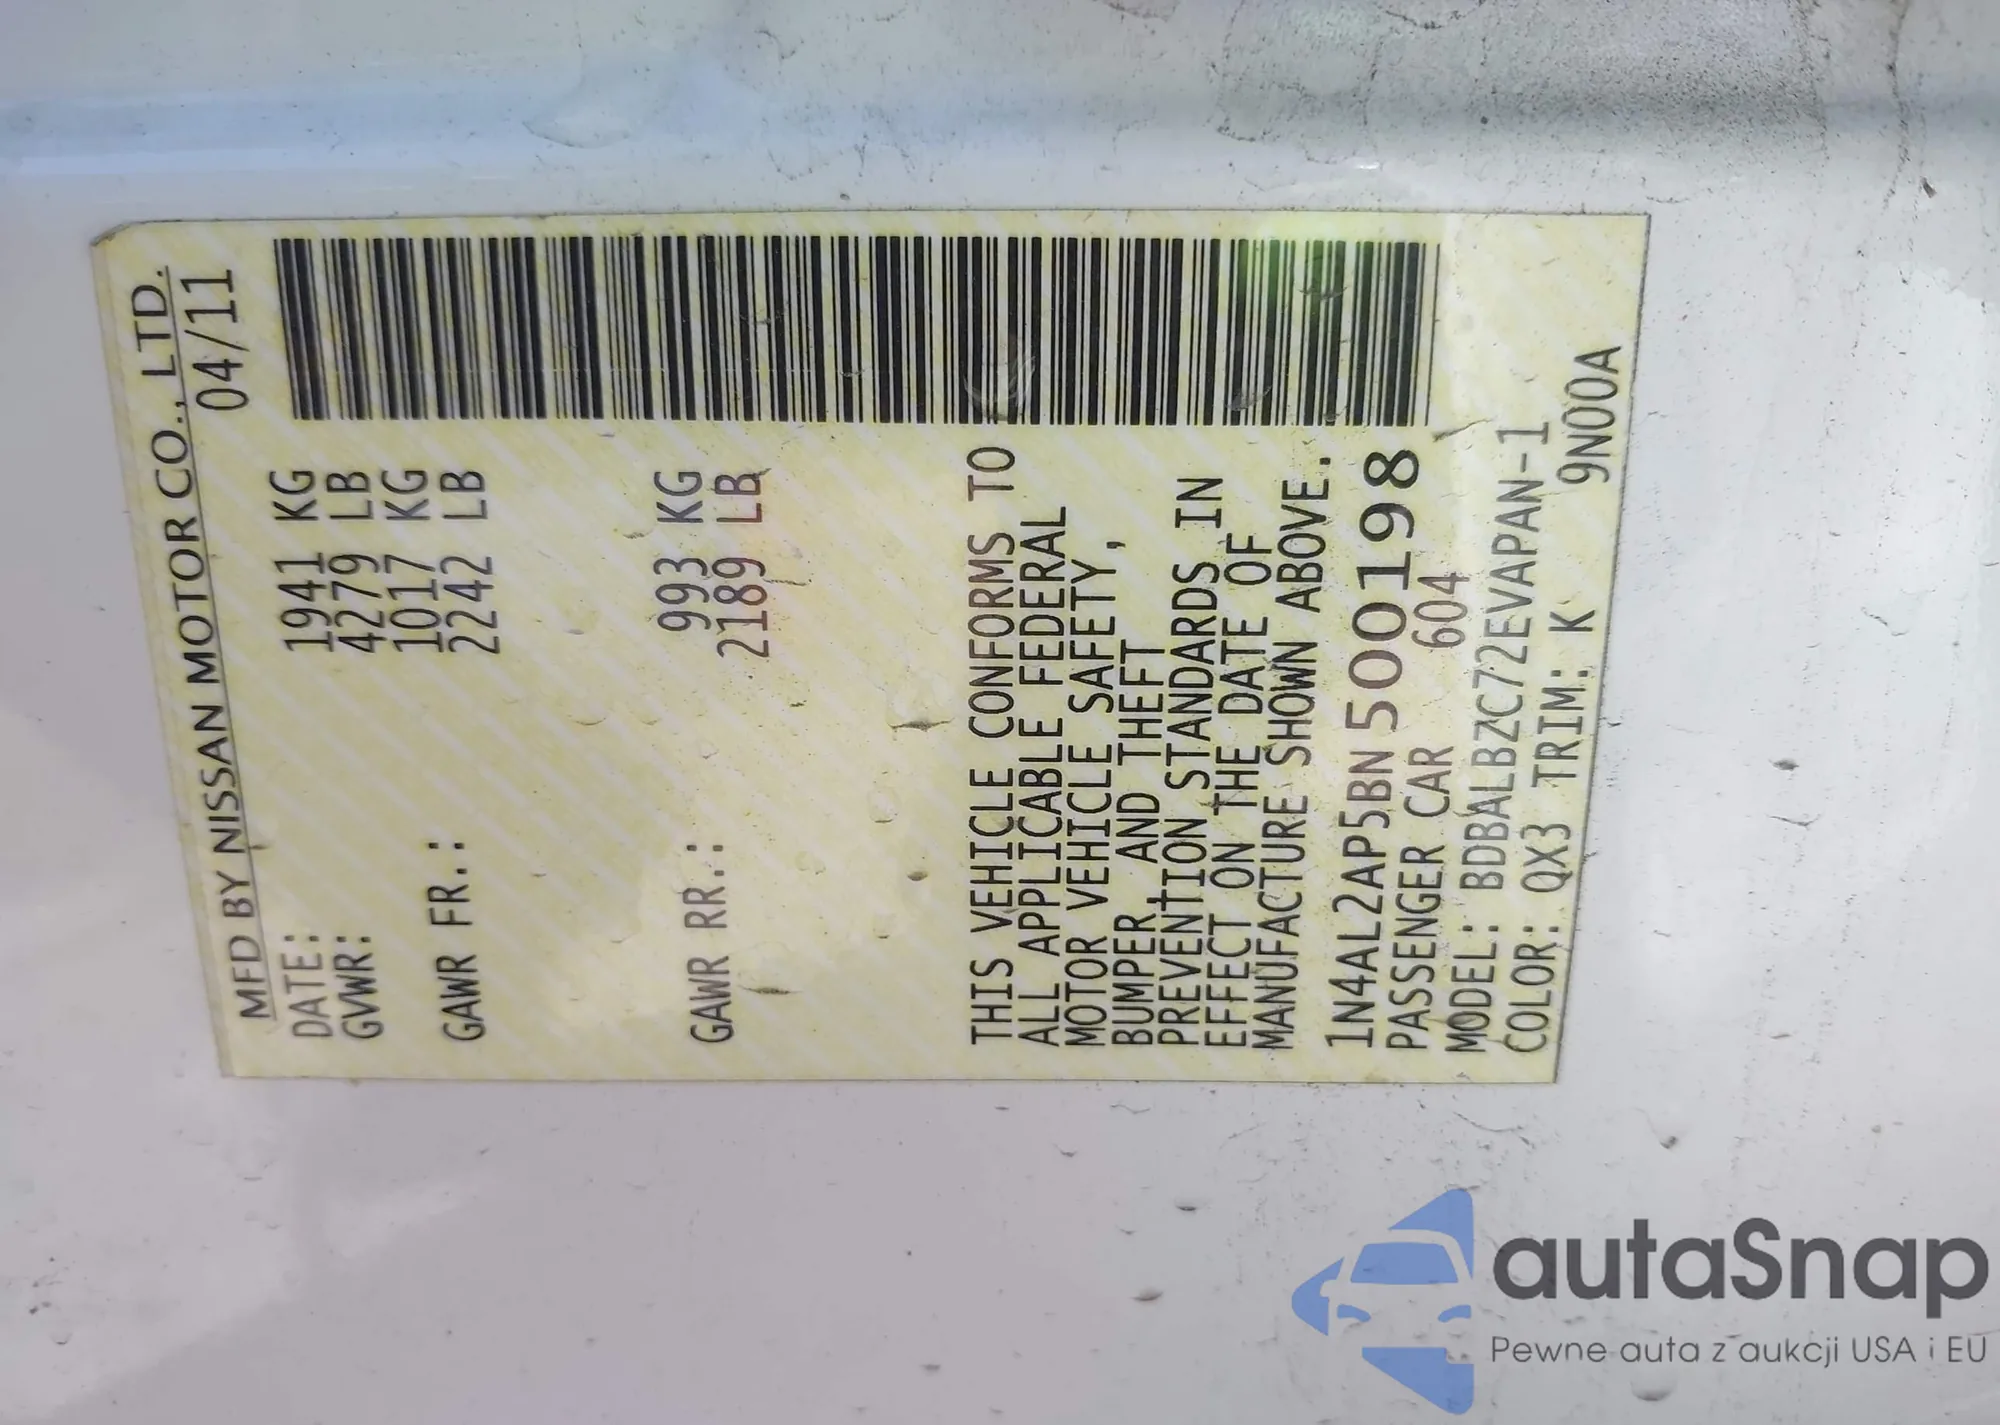 MFD BY NISSAN MOTOR CO., LTD.
DATE: 04/11
GVWR: 1941 KG
4279 LB
GAWR FR.: 1017 KG
2242 LB
GAWR RR.: 993 KG
2189 LB
THIS VEHICLE CONFORMS TO
ALL APPLICABLE FEDERAL
MOTOR VEHICLE SAFETY,
BUMPER, AND THEFT
PREVENTION STANDARDS IN
EFFECT ON THE DATE OF
MANUFACTURE SHOWN ABOVE.
1N4AL2AP5BN500198
PASSENGER CAR 604
MODEL: BDBALBZC72EVAPAN-1
COLOR: QX3 TRIM: K 9N00A
autaSnap
Pewne auta z aukcji USA i EU